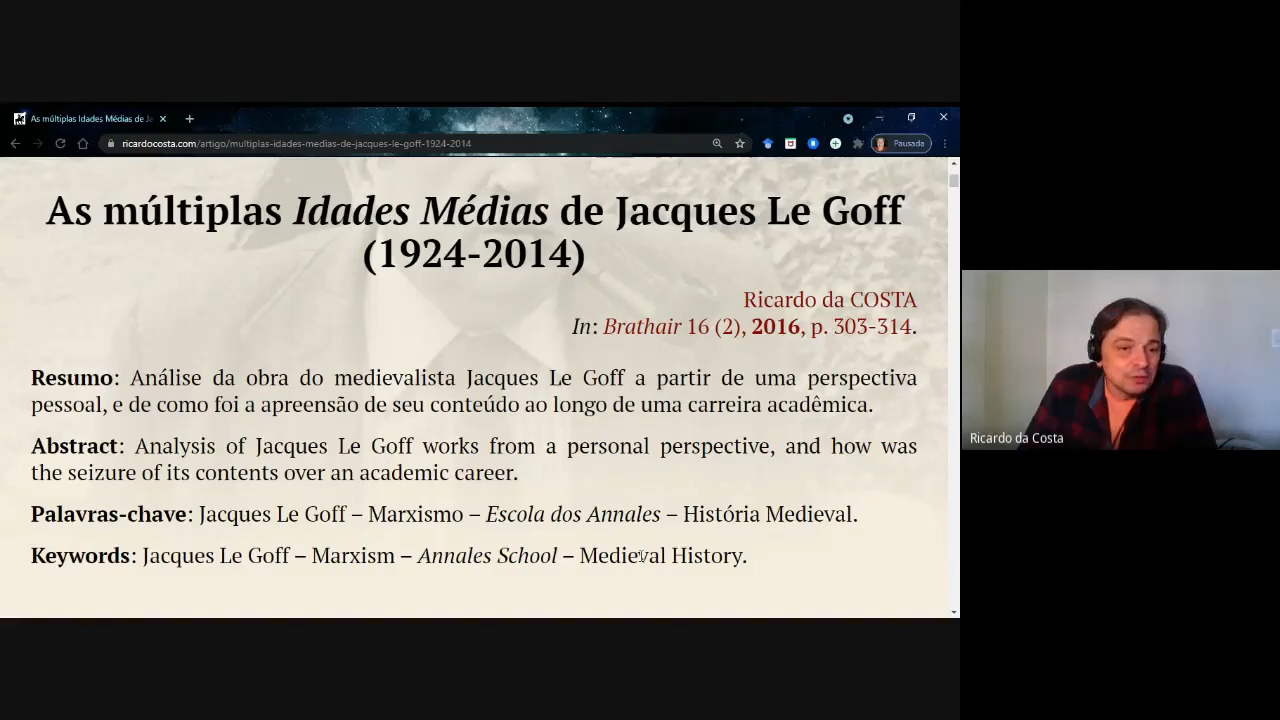 As múltiplas Idades Médias de Ja
ricardocosta.com/artigo/multiplas-idades-medias-de-jacques-le-goff-1924-2014
Pausada
As múltiplas Idades Médias de Jacques Le Goff
(1924-2014)
Ricardo da COSTA
In: Brathair 16 (2), 2016, p. 303-314.
Resumo: Análise da obra do medievalista Jacques Le Goff a partir de uma perspectiva
pessoal, e de como foi a apreensão de seu conteúdo ao longo de uma carreira acadêmica.
Abstract: Analysis of Jacques Le Goff works from a personal perspective, and how was
the seizure of its contents over an academic career.
Palavras-chave: Jacques Le Goff – Marxismo – Escola dos Annales – História Medieval.
Keywords: Jacques Le Goff – Marxism – Annales School – Medieval History.
Ricardo da Costa